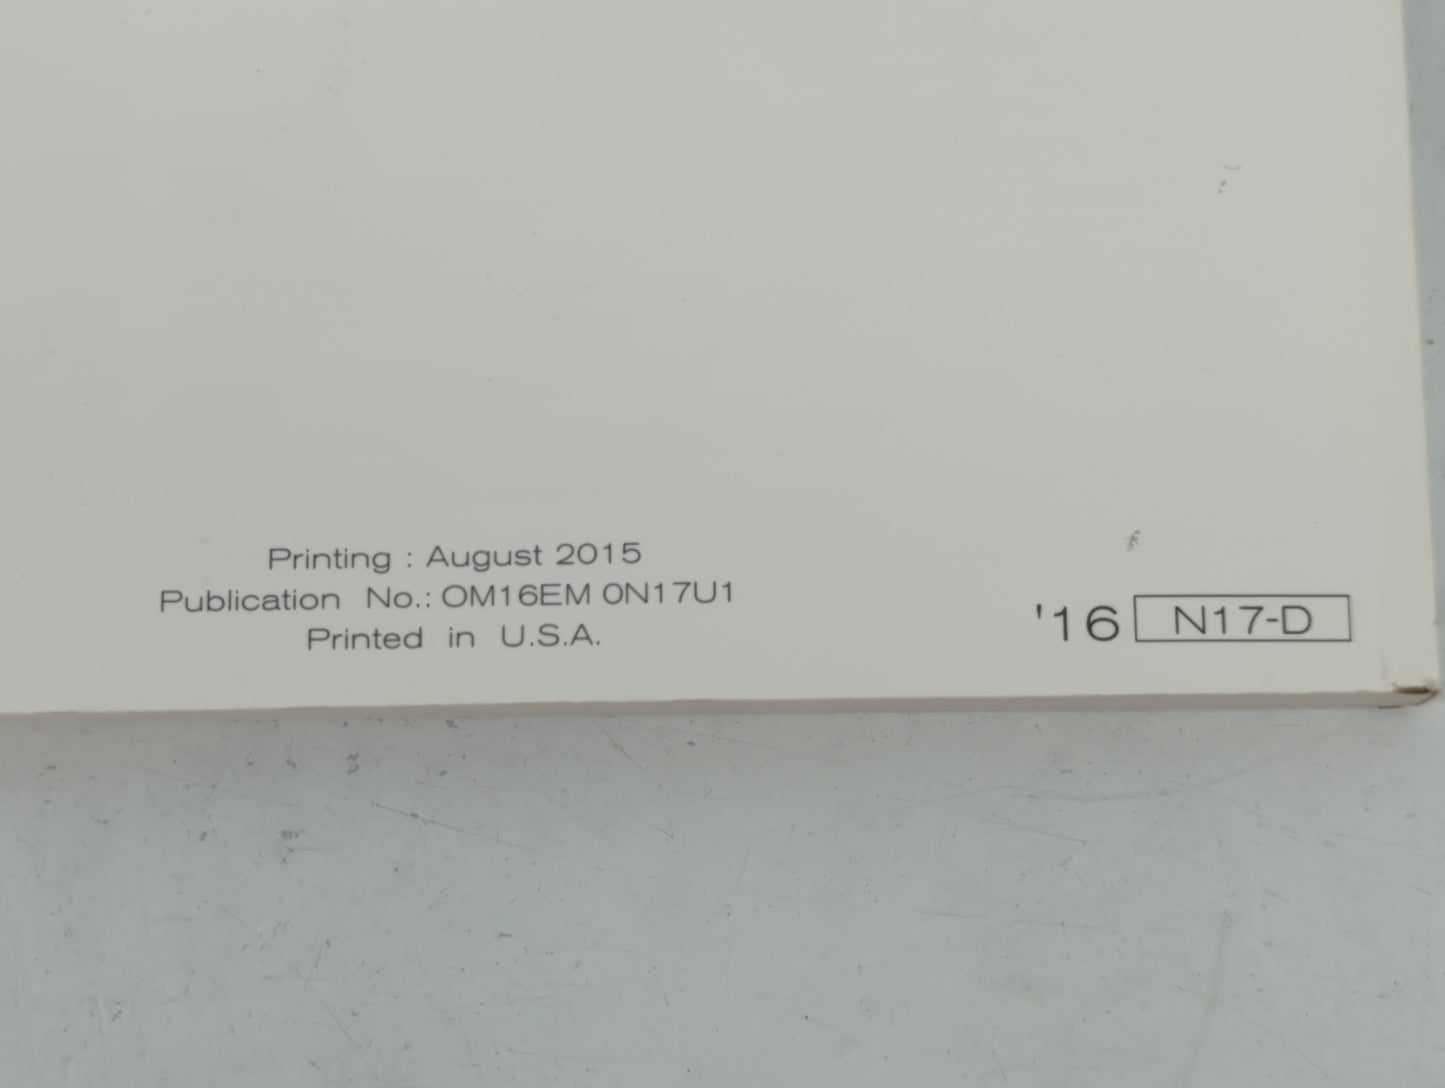 Printing : August 2015
Publication No.: OM16EM 0N17U1
Printed in U.S.A.
'16 N17-D